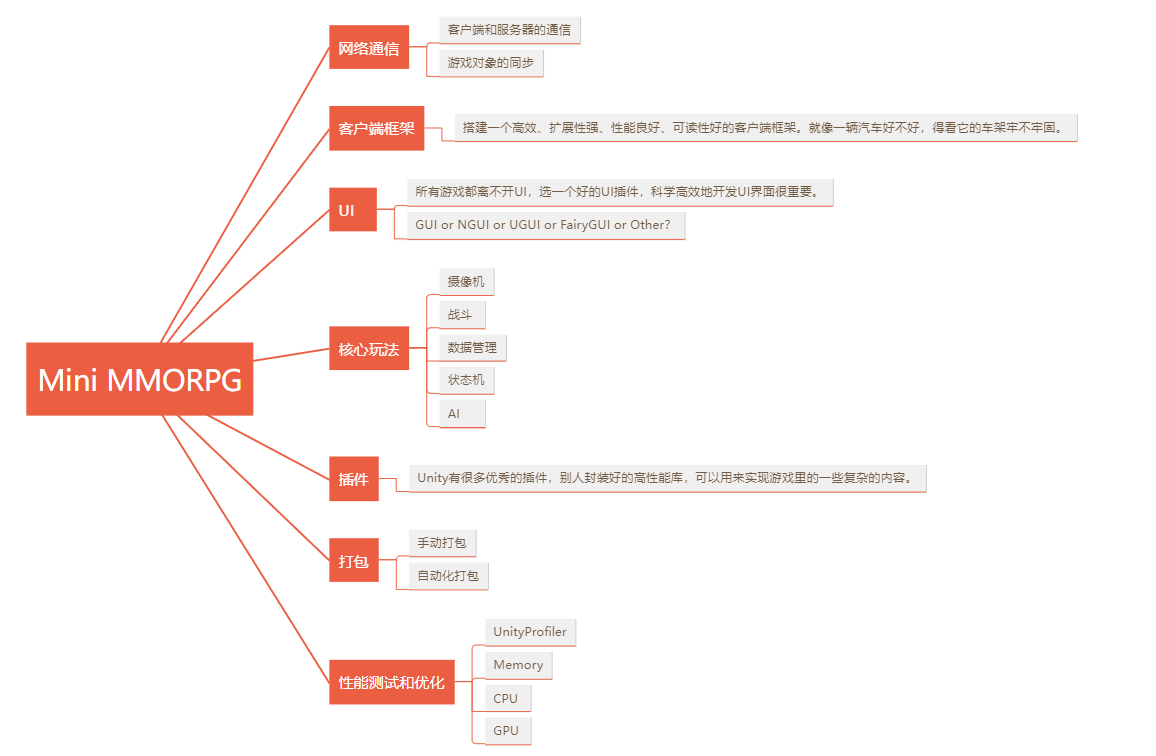 Mini MMORPG
网络通信
客户端和服务器的通信
游戏对象的同步
客户端框架
搭建一个高效、扩展性强、性能良好、可读性好的客户端框架。就像一辆汽车好不好，得看它的车架牢不牢固。
UI
所有游戏都离不开UI，选一个好的UI插件，科学高效地开发UI界面很重要。
GUI or NGUI or UGUI or FairyGUI or Other?
核心玩法
摄像机
战斗
数据管理
状态机
AI
插件
Unity有很多优秀的插件，别人封装好的高性能库，可以用来实现游戏里的一些复杂的内容。
打包
手动打包
自动化打包
性能测试和优化
UnityProfiler
Memory
CPU
GPU